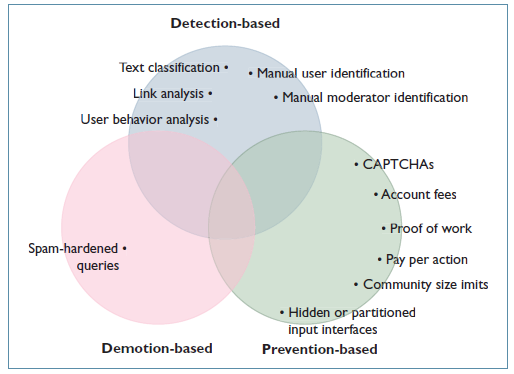 Detection-based
Text classification •
• Manual user identification
Link analysis •
• Manual moderator identification
User behavior analysis •
• CAPTCHAs
• Account fees
• Proof of work
Spam-hardened •
queries
• Pay per action
• Community size imits
• Hidden or partitioned
input interfaces
Demotion-based
Prevention-based